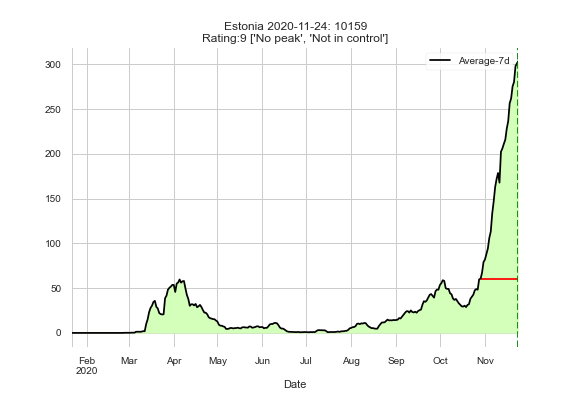 Estonia 2020-11-24: 10159
Rating:9 ['No peak', 'Not in control']
Average-7d
300
250
200
150
100
50
0
Feb Mar Apr May Jun Jul Aug Sep Oct Nov
2020
Date